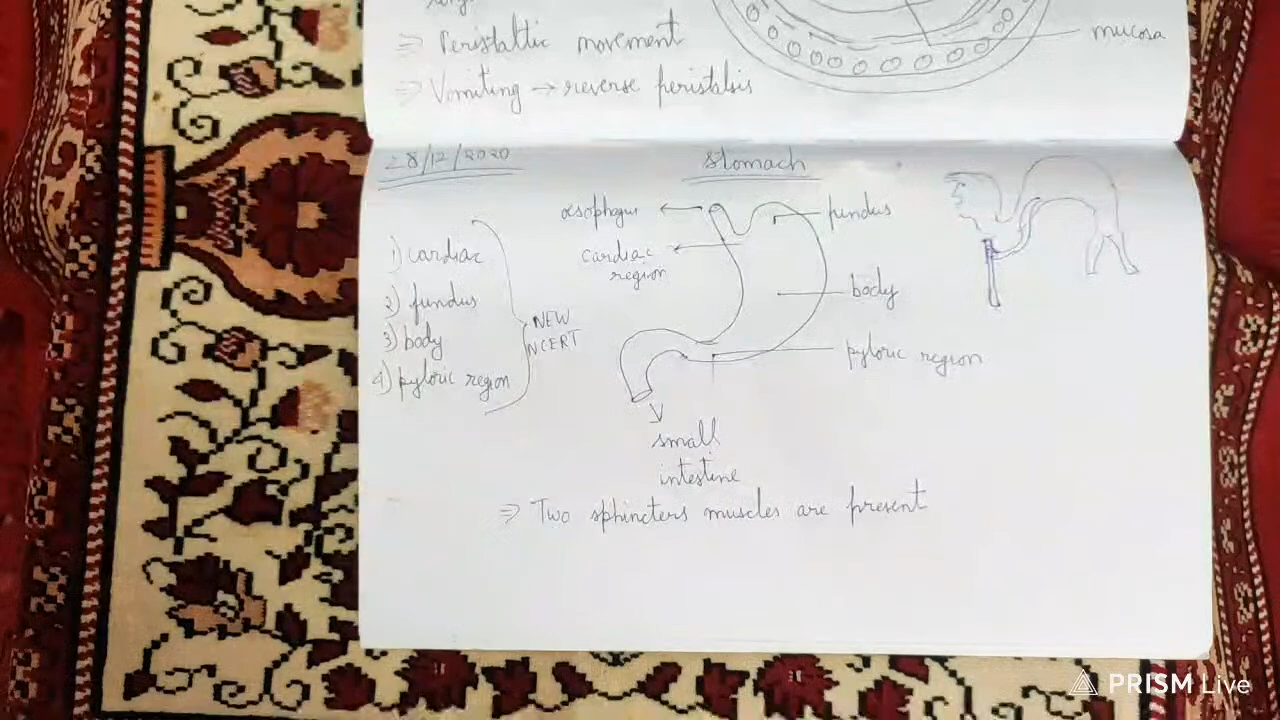 ⇒ Peristaltic movement
mucosa
⇒ Vomiting → reverse peristalsis
28/12/2020
Stomach
oesophagus
fundus
cardiac
region
1) cardiac
2) fundus
3) body
4) pyloric region
NEW
NCERT
body
pyloric region
small
intestine
⇒ Two sphincters muscles are present
PRISM Live